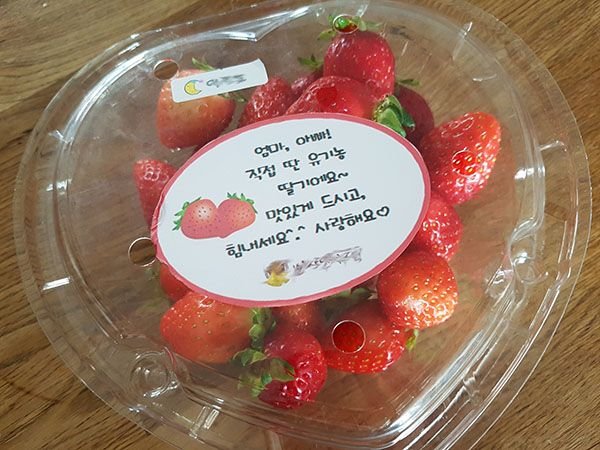 엄마, 아빠!
직접 딴 유기농
딸기에요~
맛있게 드시고,
힘내세요^.^ 사랑해요♡